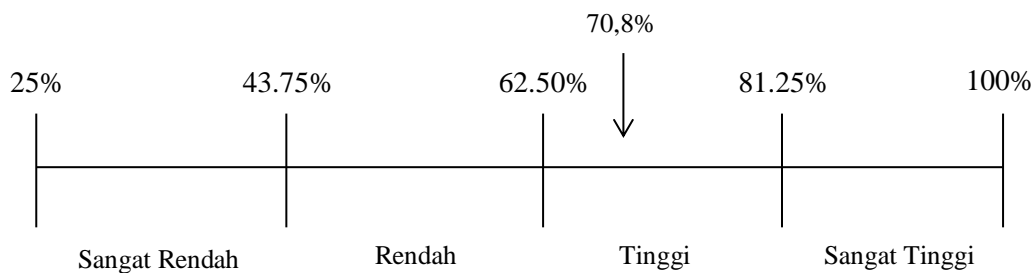 70,8%
25% 43.75% 62.50% 81.25% 100%
Sangat Rendah Rendah Tinggi Sangat Tinggi